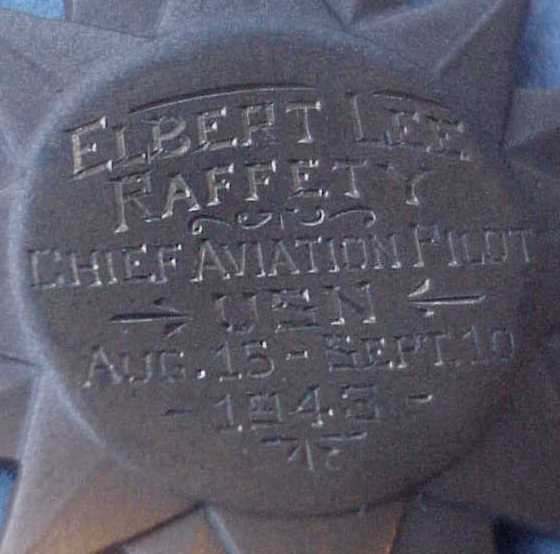 ELBERT LEE
RAFFETY
CHIEF AVIATION PILOT
USN
AUG. 15 - SEPT. 10
- 1943 -